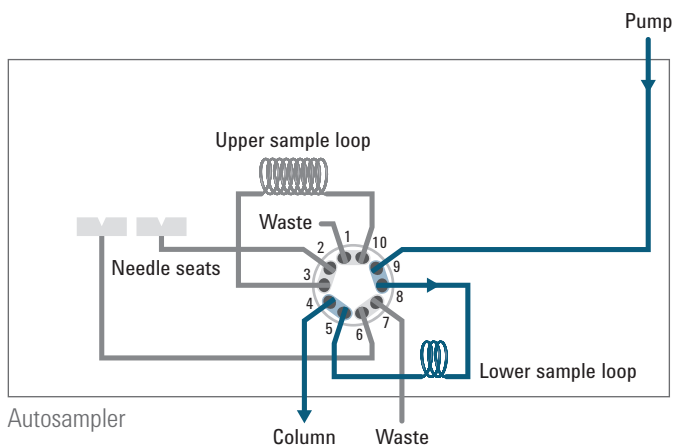 Pump
Upper sample loop
Waste
1
10
2
9
Needle seats
3
8
4
7
5
6
Lower sample loop
Autosampler
Column
Waste